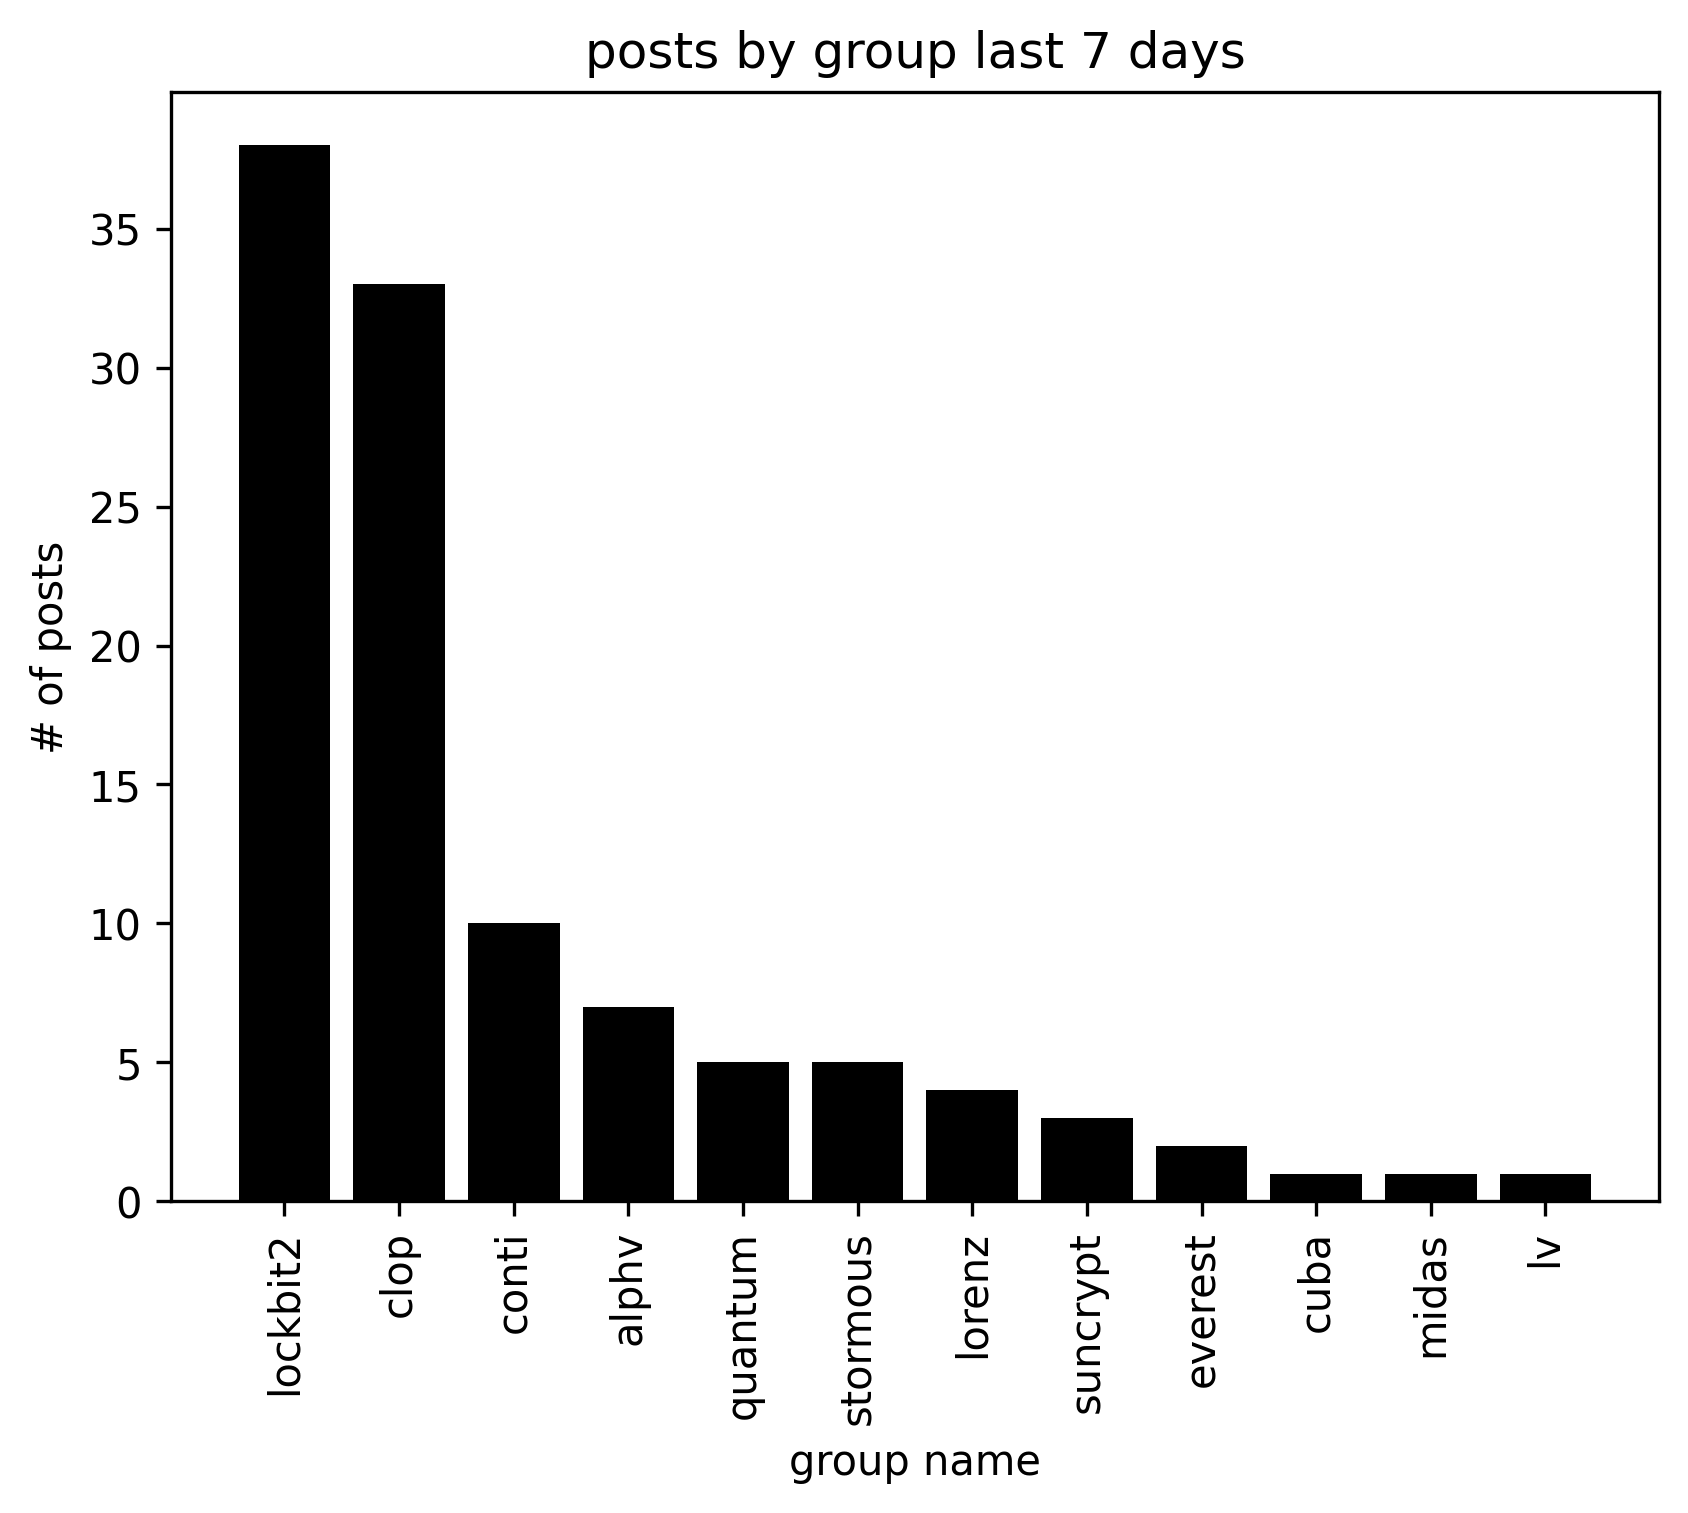 posts by group last 7 days
# of posts
35
30
25
20
15
10
5
0
lockbit2
clop
conti
alphv
quantum
stormous
lorenz
suncrypt
everest
cuba
midas
lv
group name